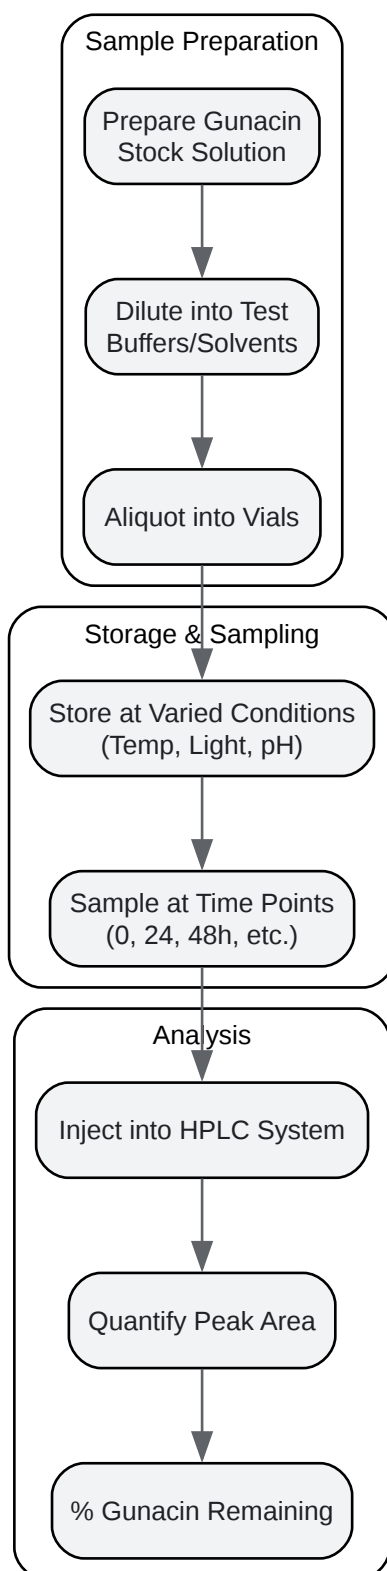 Sample Preparation
Prepare Gunacin
Stock Solution
Dilute into Test
Buffers/Solvents
Aliquot into Vials
Storage & Sampling
Store at Varied Conditions
(Temp, Light, pH)
Sample at Time Points
(0, 24, 48h, etc.)
Analysis
Inject into HPLC System
Quantify Peak Area
% Gunacin Remaining